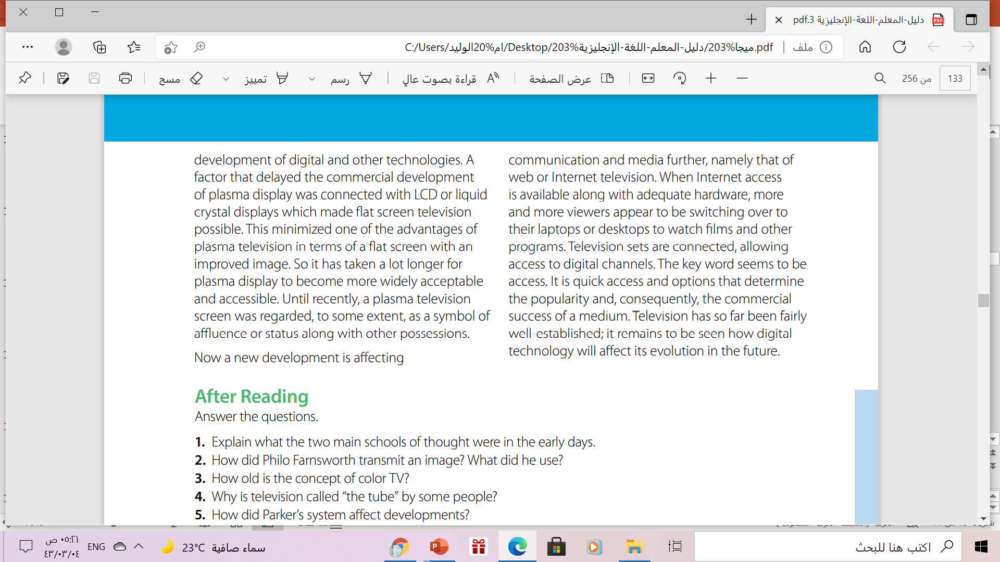 دليل-المعلم-اللغة-الإنجليزية 3.pdf
C:/Users/ام%20الوليد/Desktop/ميجا%203/دليل-المعلم-اللغة-الإنجليزية%203.pdf
ملف
مسح
تمييز
رسم
قراءة بصوت عالٍ
عرض الصفحة
من 256
133
development of digital and other technologies. A
factor that delayed the commercial development
of plasma display was connected with LCD or liquid
crystal displays which made flat screen television
possible. This minimized one of the advantages of
plasma television in terms of a flat screen with an
improved image. So it has taken a lot longer for
plasma display to become more widely acceptable
and accessible. Until recently, a plasma television
screen was regarded, to some extent, as a symbol of
affluence or status along with other possessions.
Now a new development is affecting
communication and media further, namely that of
web or Internet television. When Internet access
is available along with adequate hardware, more
and more viewers appear to be switching over to
their laptops or desktops to watch films and other
programs. Television sets are connected, allowing
access to digital channels. The key word seems to be
access. It is quick access and options that determine
the popularity and, consequently, the commercial
success of a medium. Television has so far been fairly
well-established; it remains to be seen how digital
technology will affect its evolution in the future.
After Reading
Answer the questions.
1. Explain what the two main schools of thought were in the early days.
2. How did Philo Farnsworth transmit an image? What did he use?
3. How old is the concept of color TV?
4. Why is television called “the tube” by some people?
5. How did Parker’s system affect developments?
٠٥:٢١ ص
٤٣/٠٣/٠٤
ENG
23°C سماء صافية
اكتب هنا للبحث